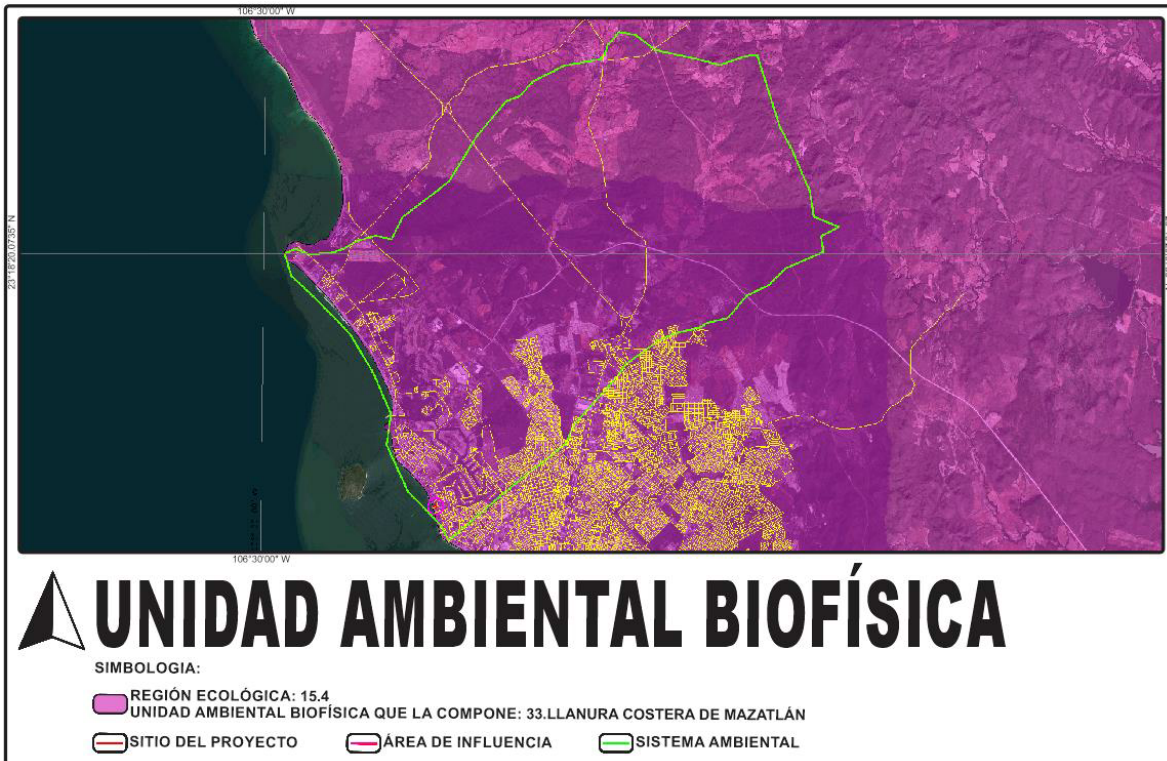 106°30'00" W
23°18'20.0735" N
106°30'00" W
UNIDAD AMBIENTAL BIOFÍSICA
SIMBOLOGIA:
REGIÓN ECOLÓGICA: 15.4
UNIDAD AMBIENTAL BIOFÍSICA QUE LA COMPONE: 33.LLANURA COSTERA DE MAZATLÁN
SITIO DEL PROYECTO
ÁREA DE INFLUENCIA
SISTEMA AMBIENTAL